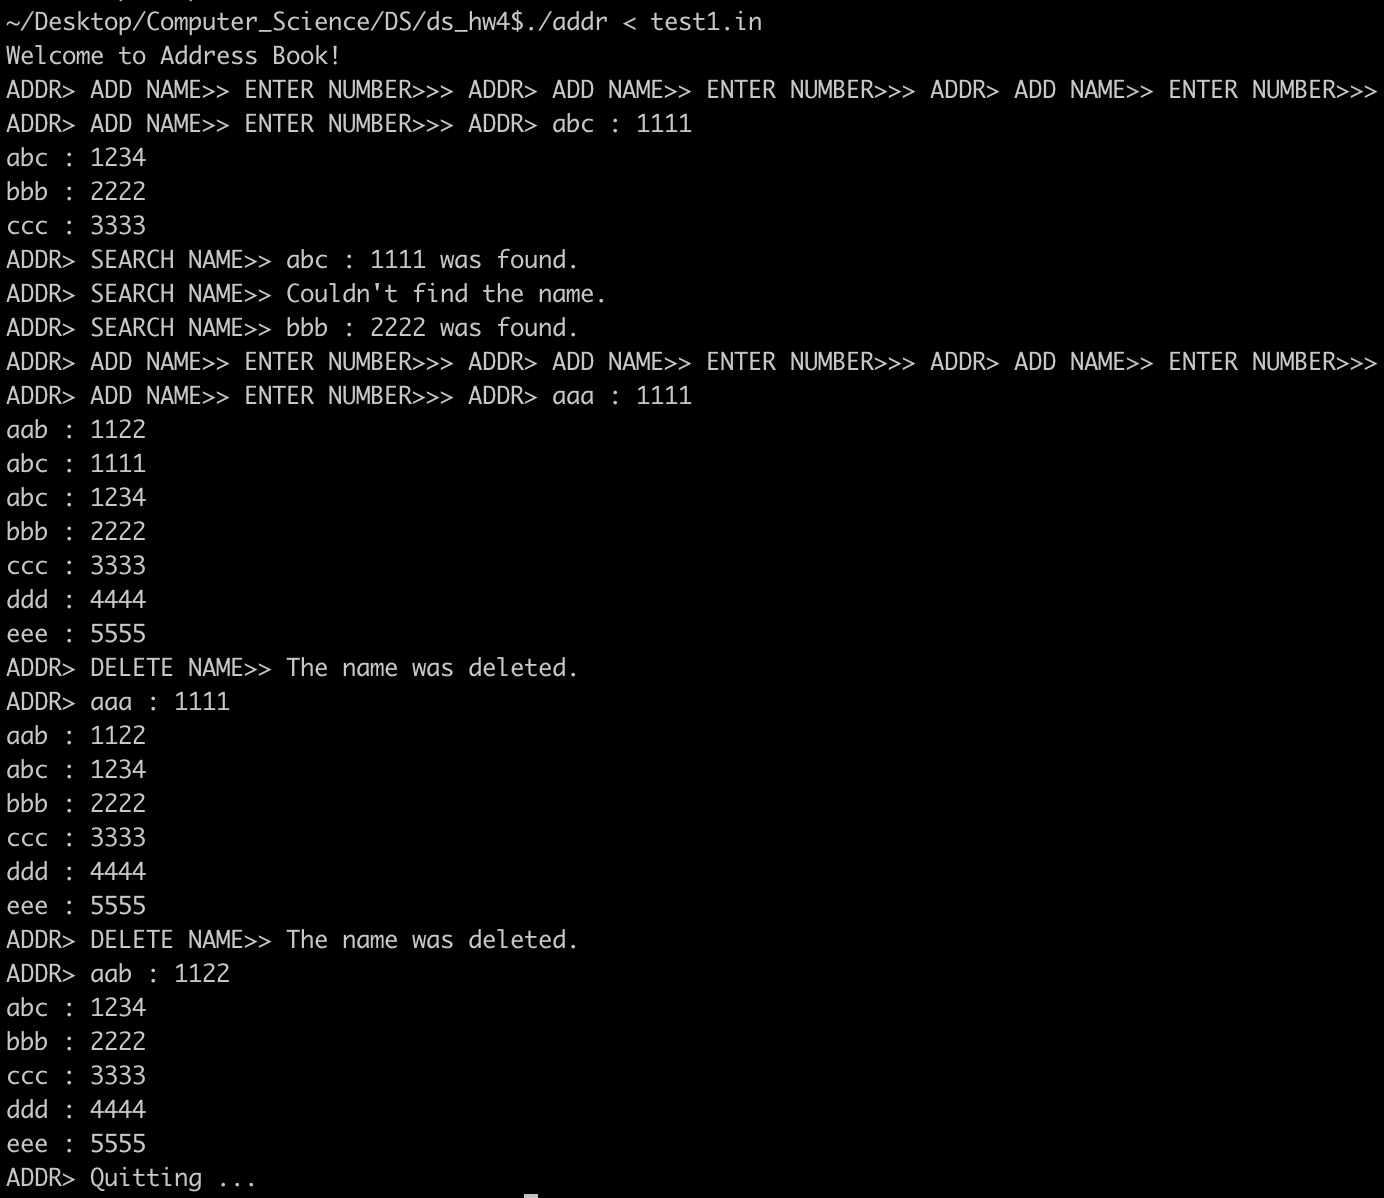 ~/Desktop/Computer_Science/DS/ds_hw4$./addr < test1.in
Welcome to Address Book!
ADDR> ADD NAME>> ENTER NUMBER>>> ADDR> ADD NAME>> ENTER NUMBER>>> ADDR> ADD NAME>> ENTER NUMBER>>>
ADDR> ADD NAME>> ENTER NUMBER>>> ADDR> abc : 1111
abc : 1234
bbb : 2222
ccc : 3333
ADDR> SEARCH NAME>> abc : 1111 was found.
ADDR> SEARCH NAME>> Couldn't find the name.
ADDR> SEARCH NAME>> bbb : 2222 was found.
ADDR> ADD NAME>> ENTER NUMBER>>> ADDR> ADD NAME>> ENTER NUMBER>>> ADDR> ADD NAME>> ENTER NUMBER>>>
ADDR> ADD NAME>> ENTER NUMBER>>> ADDR> aaa : 1111
aab : 1122
abc : 1111
abc : 1234
bbb : 2222
ccc : 3333
ddd : 4444
eee : 5555
ADDR> DELETE NAME>> The name was deleted.
ADDR> aaa : 1111
aab : 1122
abc : 1234
bbb : 2222
ccc : 3333
ddd : 4444
eee : 5555
ADDR> DELETE NAME>> The name was deleted.
ADDR> aab : 1122
abc : 1234
bbb : 2222
ccc : 3333
ddd : 4444
eee : 5555
ADDR> Quitting ...